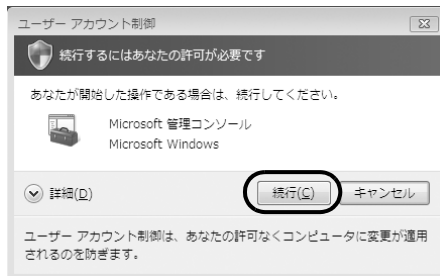 ユーザー アカウント制御
続行するにはあなたの許可が必要です
あなたが開始した操作である場合は、続行してください。
Microsoft 管理コンソール
Microsoft Windows
詳細(D)
続行(C)
キャンセル
ユーザー アカウント制御は、あなたの許可なくコンピュータに変更が適用
されるのを防ぎます。